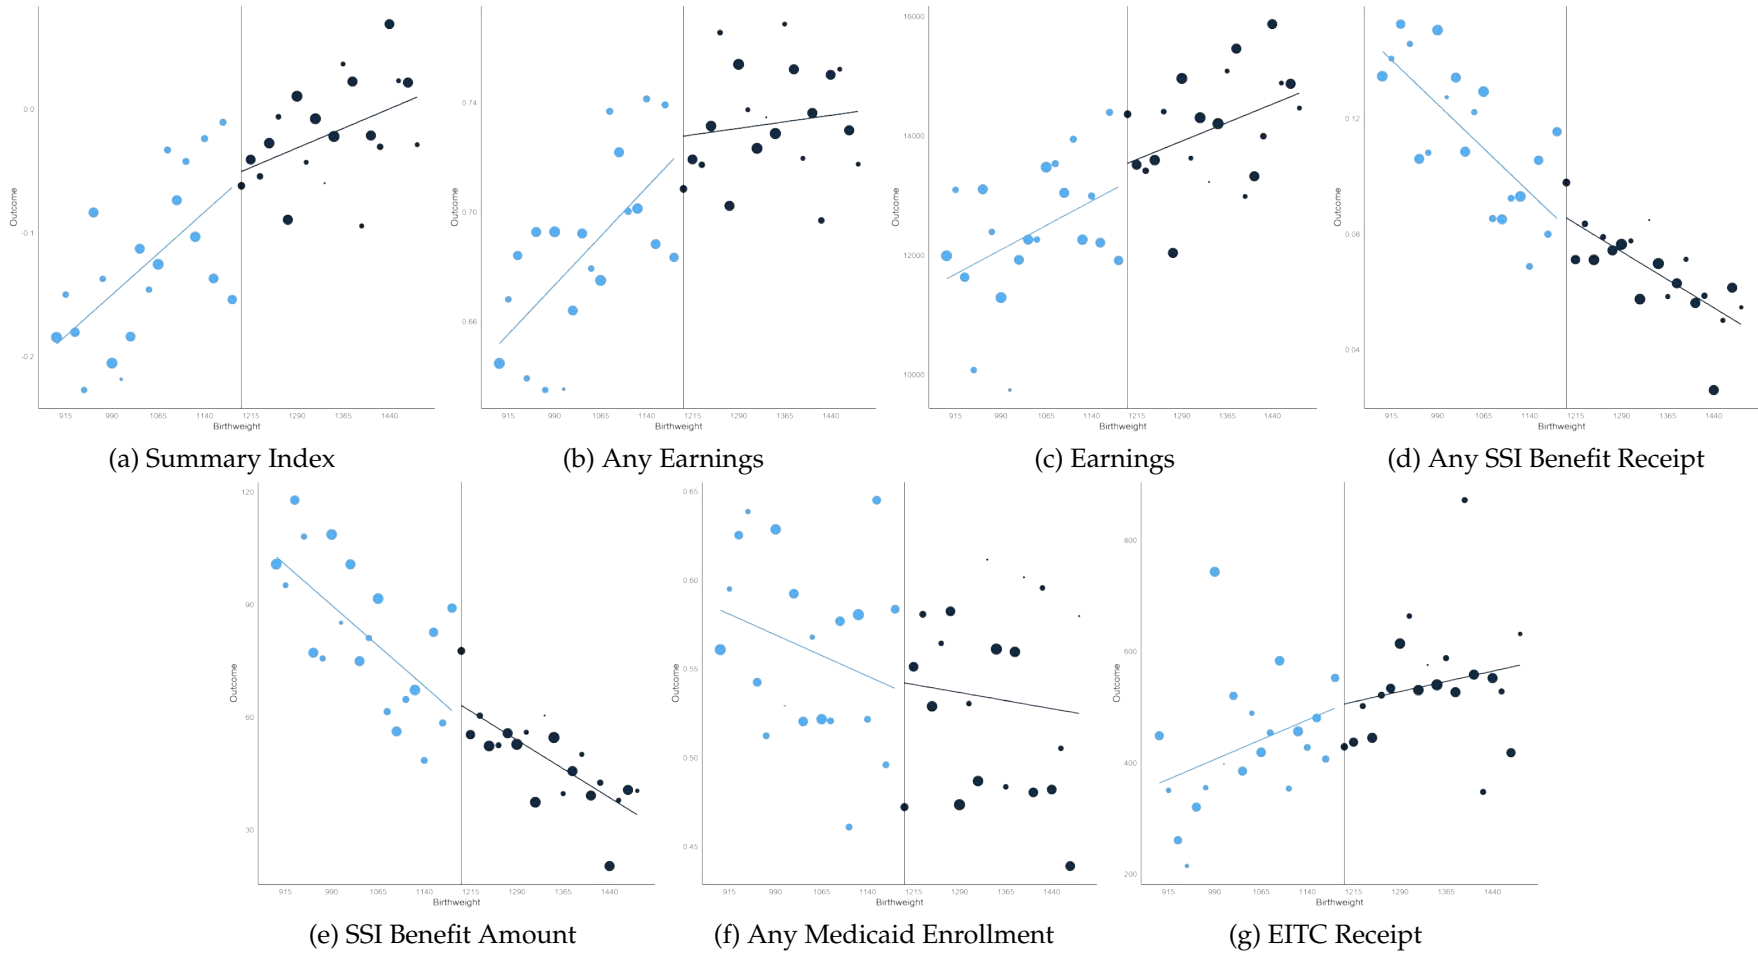 0.0
-0.1
-0.2
Outcome
915 990 1065 1140 1215 1290 1365 1440
Birthweight
(a) Summary Index
0.74
0.70
0.66
Outcome
915 990 1065 1140 1215 1290 1365 1440
Birthweight
(b) Any Earnings
16000
14000
12000
10000
Outcome
915 990 1065 1140 1215 1290 1365 1440
Birthweight
(c) Earnings
0.12
0.08
0.04
Outcome
915 990 1065 1140 1215 1290 1365 1440
Birthweight
(d) Any SSI Benefit Receipt
120
90
60
30
Outcome
915 990 1065 1140 1215 1290 1365 1440
Birthweight
(e) SSI Benefit Amount
0.65
0.60
0.55
0.50
0.45
Outcome
915 990 1065 1140 1215 1290 1365 1440
Birthweight
(f) Any Medicaid Enrollment
800
600
400
200
Outcome
915 990 1065 1140 1215 1290 1365 1440
Birthweight
(g) EITC Receipt